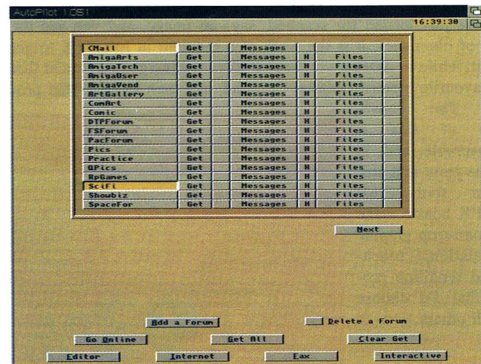 AutoPilot 1.0S1
16:39:30
CMail Get Messages
AmigaArts Get Messages H Files
AmigaTech Get Messages H Files
AmigaUser Get Messages H Files
AmigaVend Get Messages Files
ArtGallery Get Messages H Files
ComArt Get Messages H Files
Comic Get Messages H Files
DTPForum Get Messages H Files
FSForum Get Messages H Files
PacForum Get Messages H Files
Pics Get Messages H Files
Practice Get Messages H Files
QPics Get Messages H Files
RpGames Get Messages H Files
SciFi Get Messages H Files
Showbiz Get Messages H Files
SpaceFor Get Messages H Files
Next
Add a Forum Delete a Forum
Go Online Get All Clear Get
Editor Internet Fax Interactive